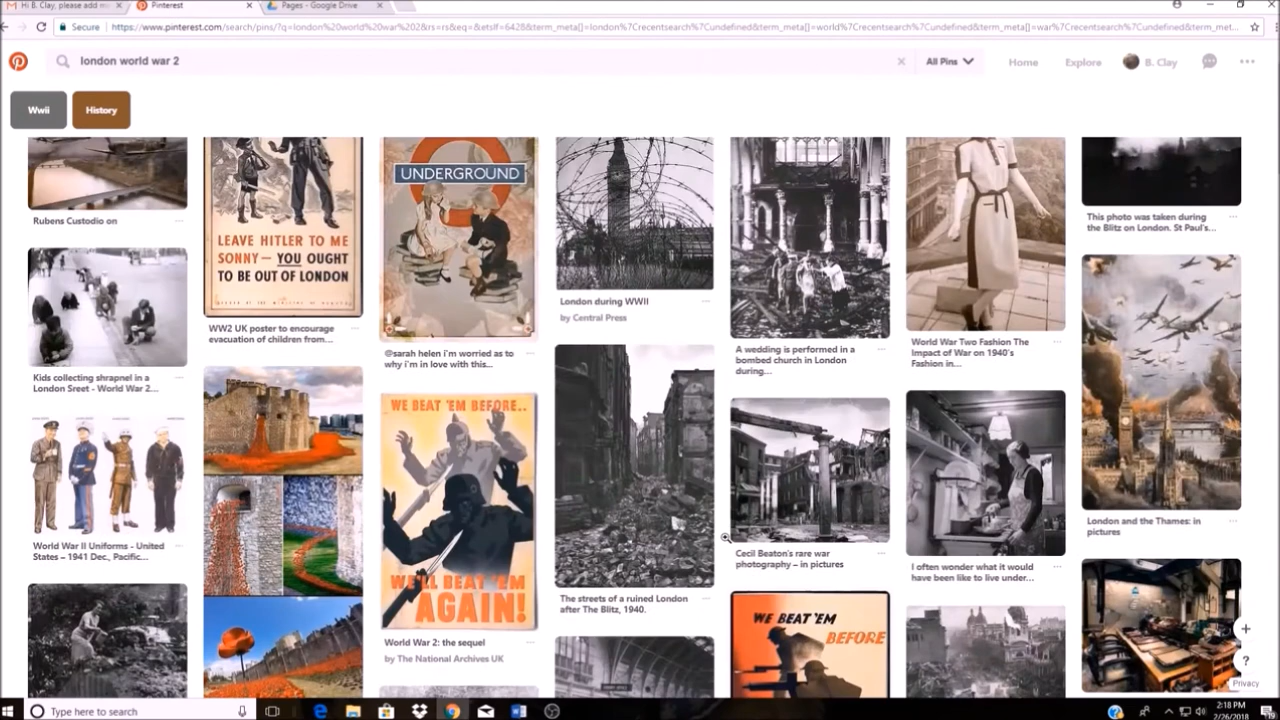 Hi B. Clay, please add m
Pinterest
Pages - Google Drive
Secure
https://www.pinterest.com/search/pins/?q=london%20world%20war%202&rs=rs&eq=&etslf=6428&term_meta[]=london%7Crecentsearch%7Cundefined&term_meta[]=world%7Crecentsearch%7Cundefined&term_meta[]=war%7Crecentsearch%7Cundefined&term_met...
london world war 2
All Pins
Home
Explore
B. Clay
Wwii
History
Rubens Custodio on
Kids collecting shrapnel in a
London Sreet - World War 2...
World War II Uniforms - United
States – 1941 Dec., Pacific...
LEAVE HITLER TO ME
SONNY – YOU OUGHT
TO BE OUT OF LONDON
WW2 UK poster to encourage
evacuation of children from...
UNDERGROUND
@sarah helen i'm worried as to
why i'm in love with this...
WE BEAT 'EM BEFORE..
WE'LL BEAT 'EM
AGAIN!
World War 2: the sequel
by The National Archives UK
London during WWII
by Central Press
The streets of a ruined London
after The Blitz, 1940.
A wedding is performed in a
bombed church in London
during...
Cecil Beaton's rare war
photography – in pictures
WE BEAT 'EM
BEFORE
World War Two Fashion The
Impact of War on 1940's
Fashion in...
I often wonder what it would
have been like to live under...
This photo was taken during
the Blitz on London. St Paul's...
London and the Thames: in
pictures
+
?
Privacy
Type here to search
2:18 PM
2/26/2018